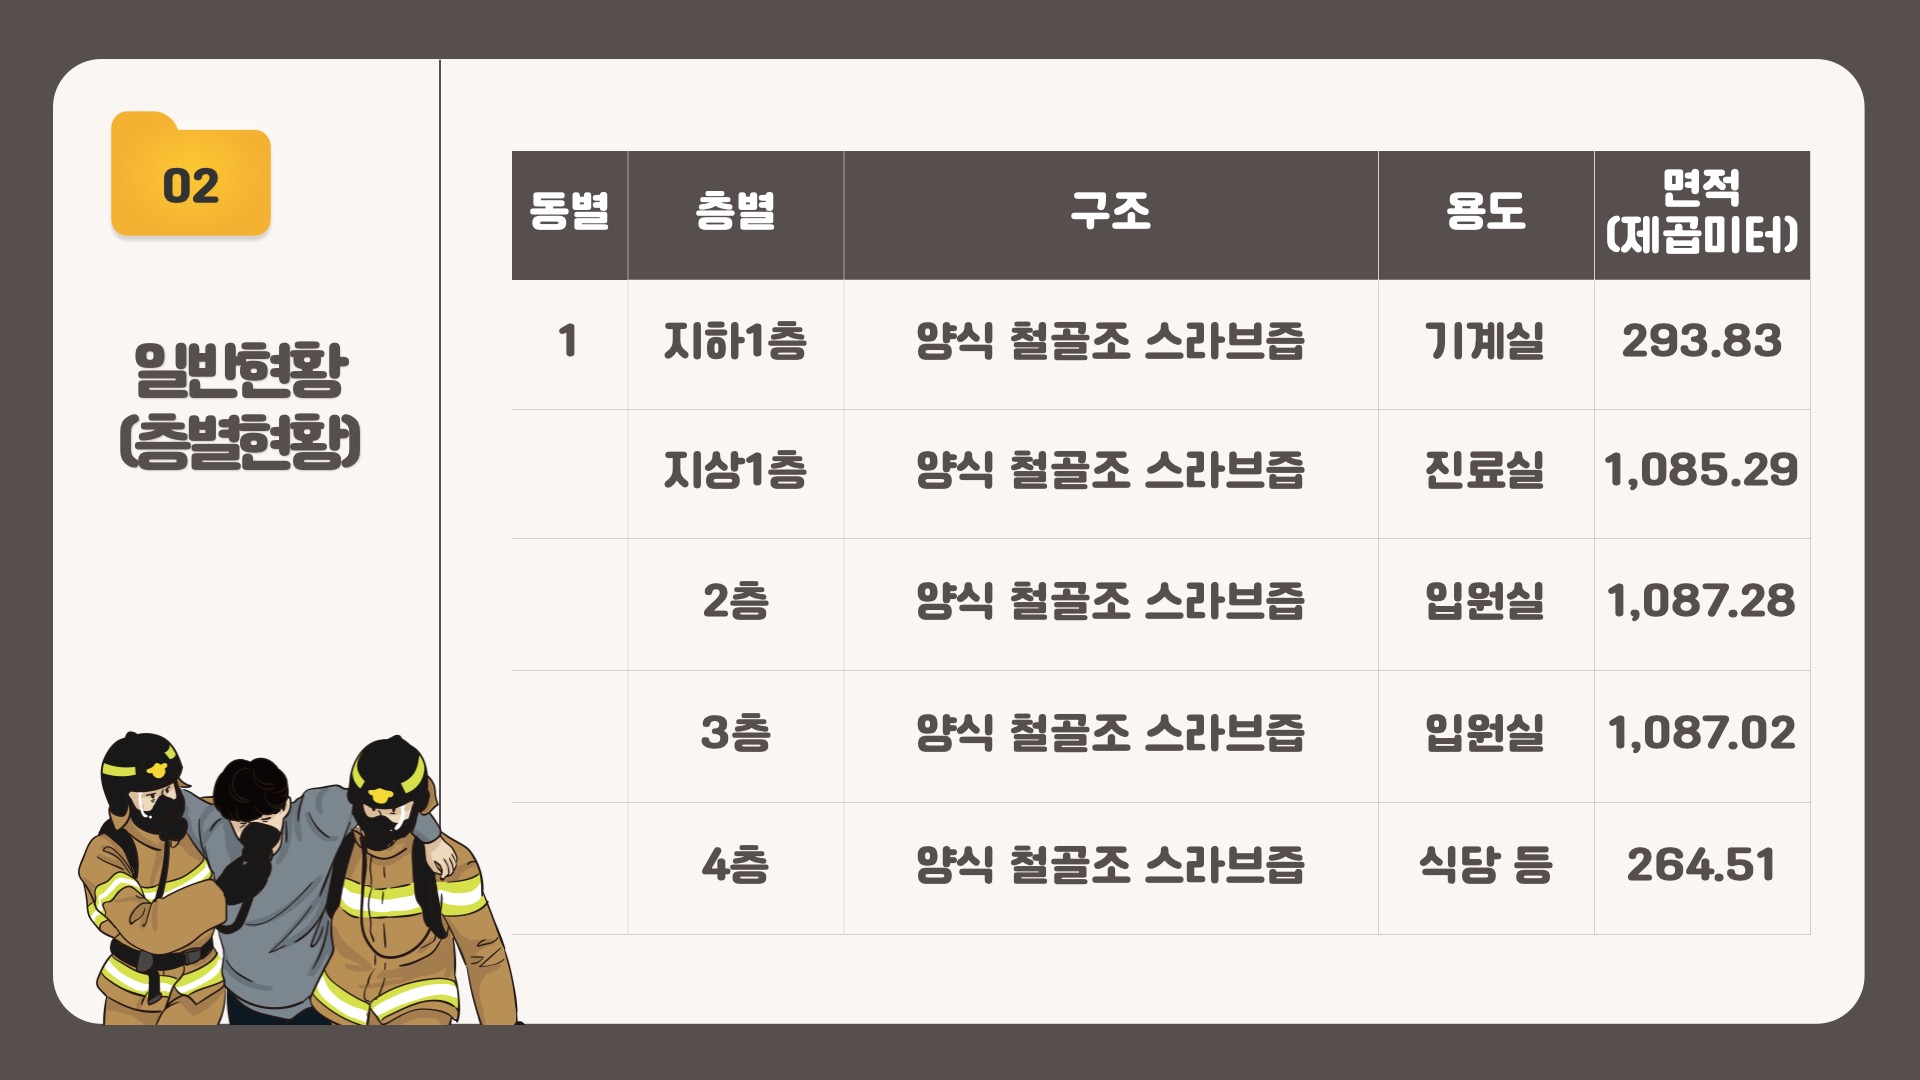 02
일반현황
(층별현황)
동별 층별 구조 용도 면적
(제곱미터)
1 지하1층 양식 철골조 스라브즙 기계실 293.83
지상1층 양식 철골조 스라브즙 진료실 1,085.29
2층 양식 철골조 스라브즙 입원실 1,087.28
3층 양식 철골조 스라브즙 입원실 1,087.02
4층 양식 철골조 스라브즙 식당 등 264.51